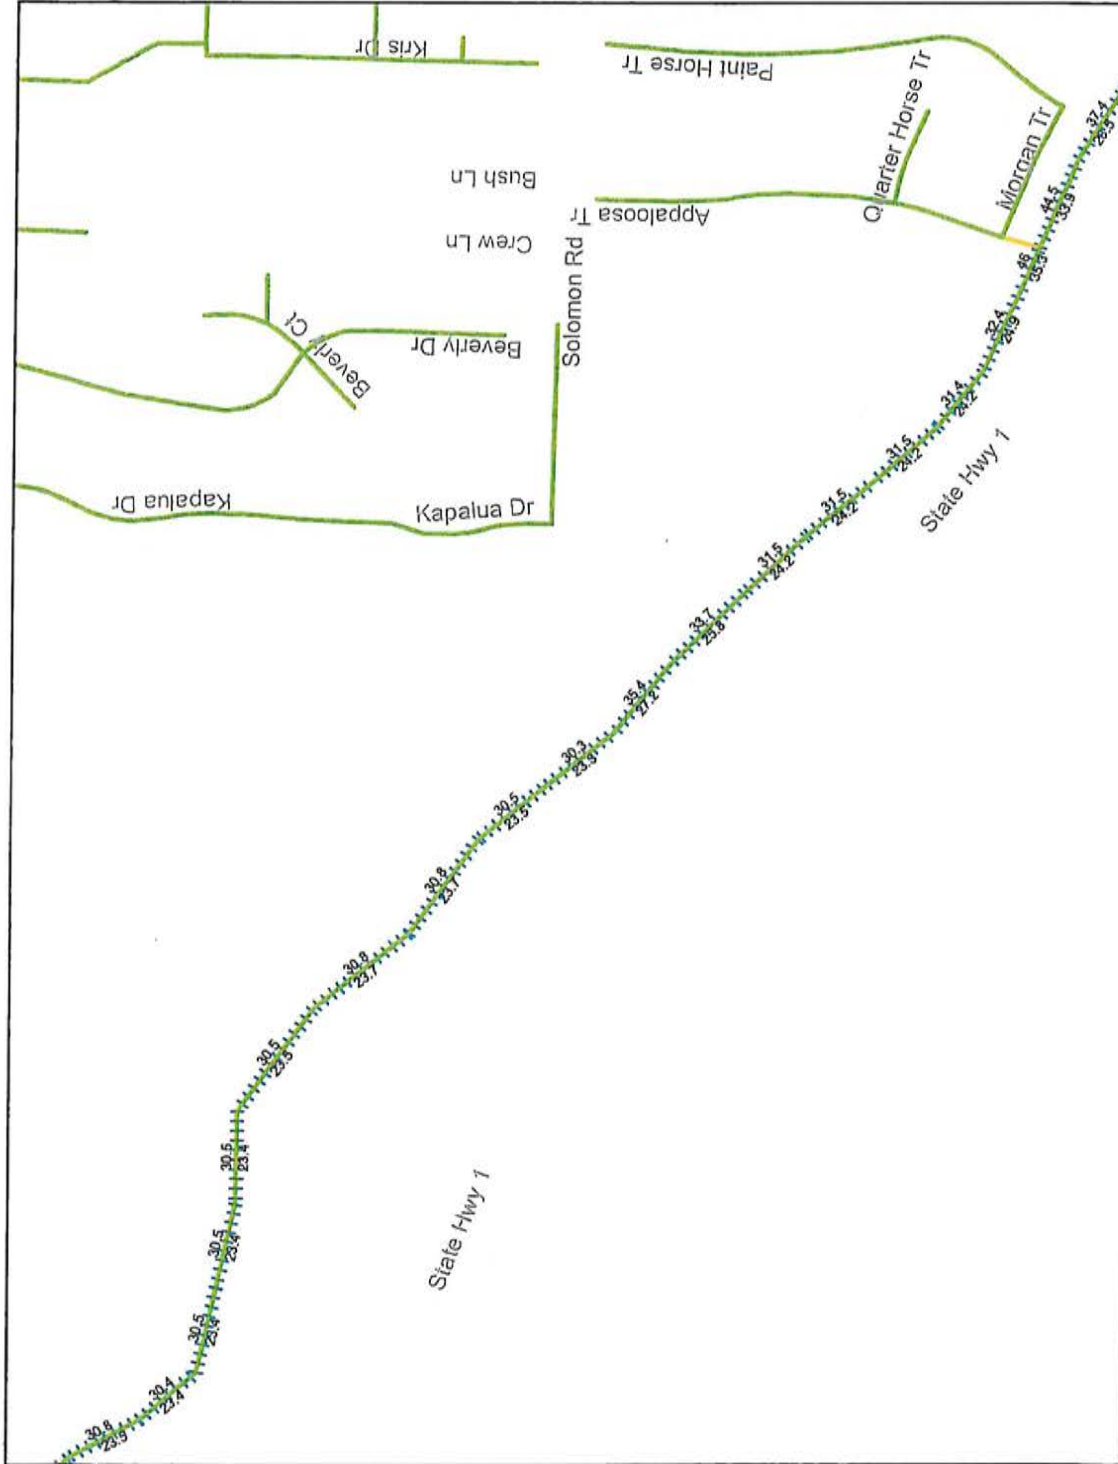 Kris Dr
Paint Horse Tr
Quarter Horse Tr
Morgan Tr
Bush Ln
Crew Ln
Appaloosa Tr
Solomon Rd
Beverly Ct
Beverly Dr
Kapalua Dr
Kapalua Dr
State Hwy 1
State Hwy 1
37.4
26.5
44.5
33.9
46
35.3
32.4
24.9
31.4
24.2
31.5
24.2
31.5
24.2
31.5
24.2
33.7
25.8
35.4
27.2
30.3
23.3
30.5
23.5
30.8
23.7
30.8
23.7
30.5
23.5
30.5
23.4
30.5
23.4
30.5
23.4
30.4
23.4
30.8
23.9